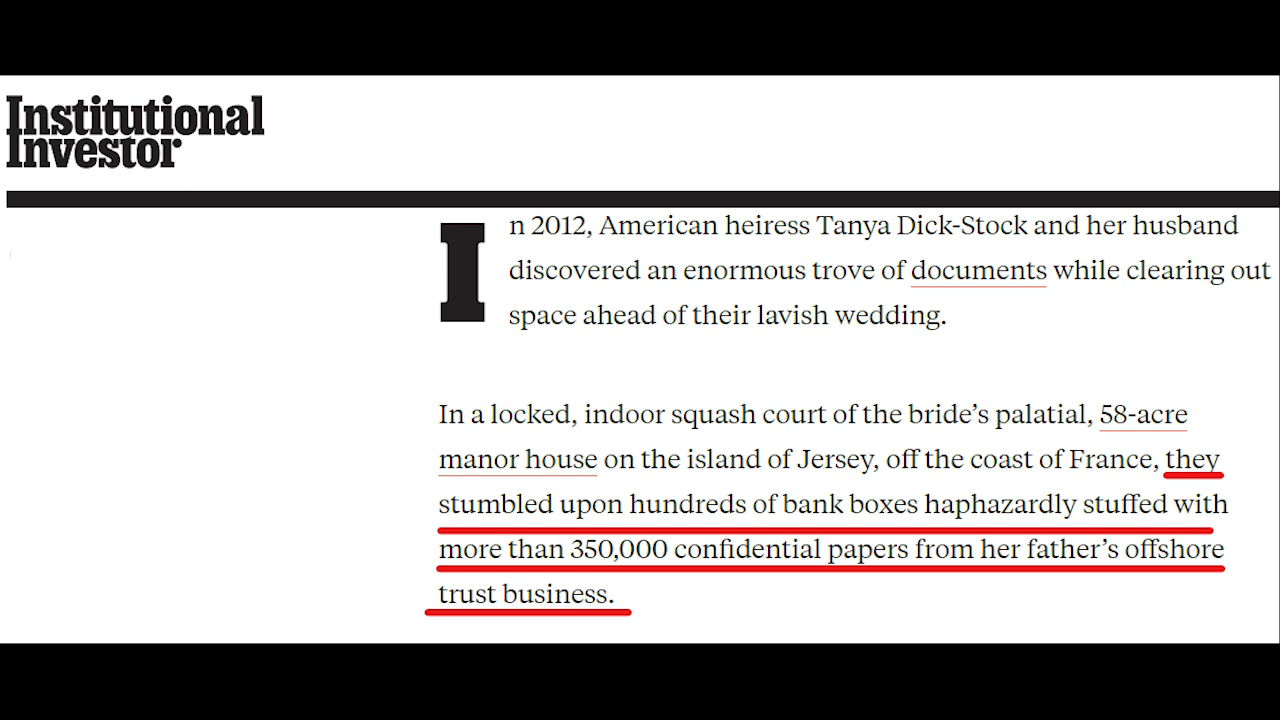 Institutional
Investor
In 2012, American heiress Tanya Dick-Stock and her husband
discovered an enormous trove of documents while clearing out
space ahead of their lavish wedding.
In a locked, indoor squash court of the bride’s palatial, 58-acre
manor house on the island of Jersey, off the coast of France, they
stumbled upon hundreds of bank boxes haphazardly stuffed with
more than 350,000 confidential papers from her father’s offshore
trust business.